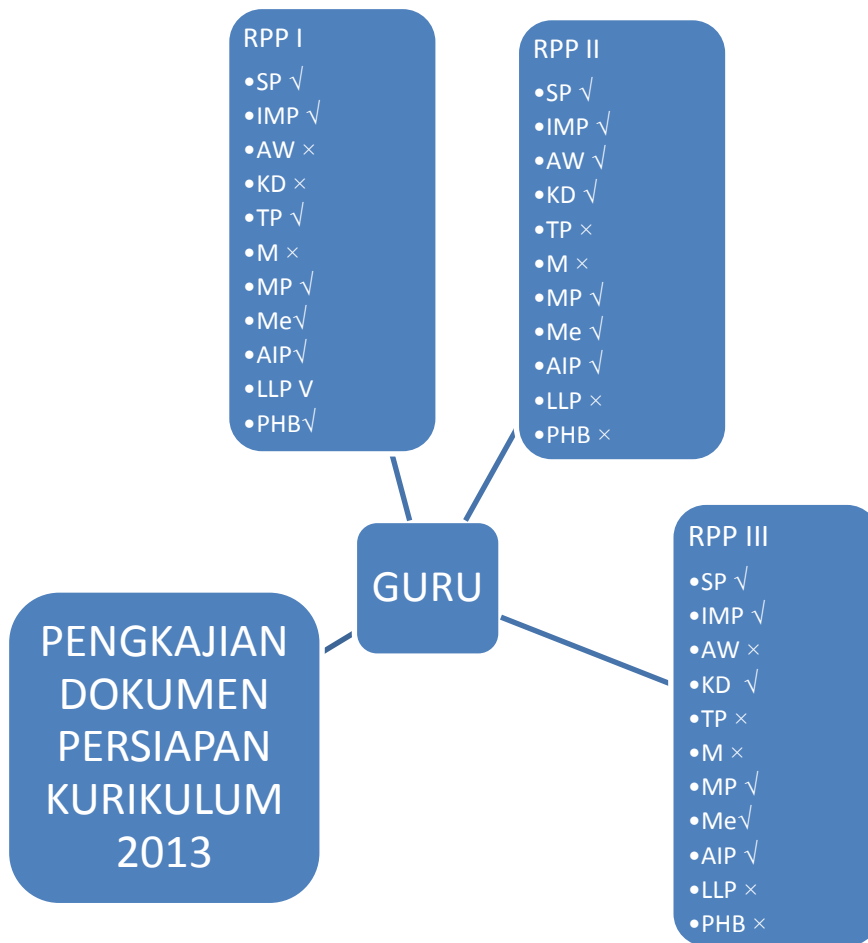 RPP I
•SP √
•IMP √
•AW ×
•KD ×
•TP √
•M ×
•MP √
•Me√
•AIP√
•LLP V
•PHB√
RPP II
•SP √
•IMP √
•AW √
•KD √
•TP ×
•M ×
•MP √
•Me √
•AIP √
•LLP ×
•PHB ×
GURU
RPP III
•SP √
•IMP √
•AW ×
•KD √
•TP ×
•M ×
•MP √
•Me√
•AIP √
•LLP ×
•PHB ×
PENGKAJIAN
DOKUMEN
PERSIAPAN
KURIKULUM
2013